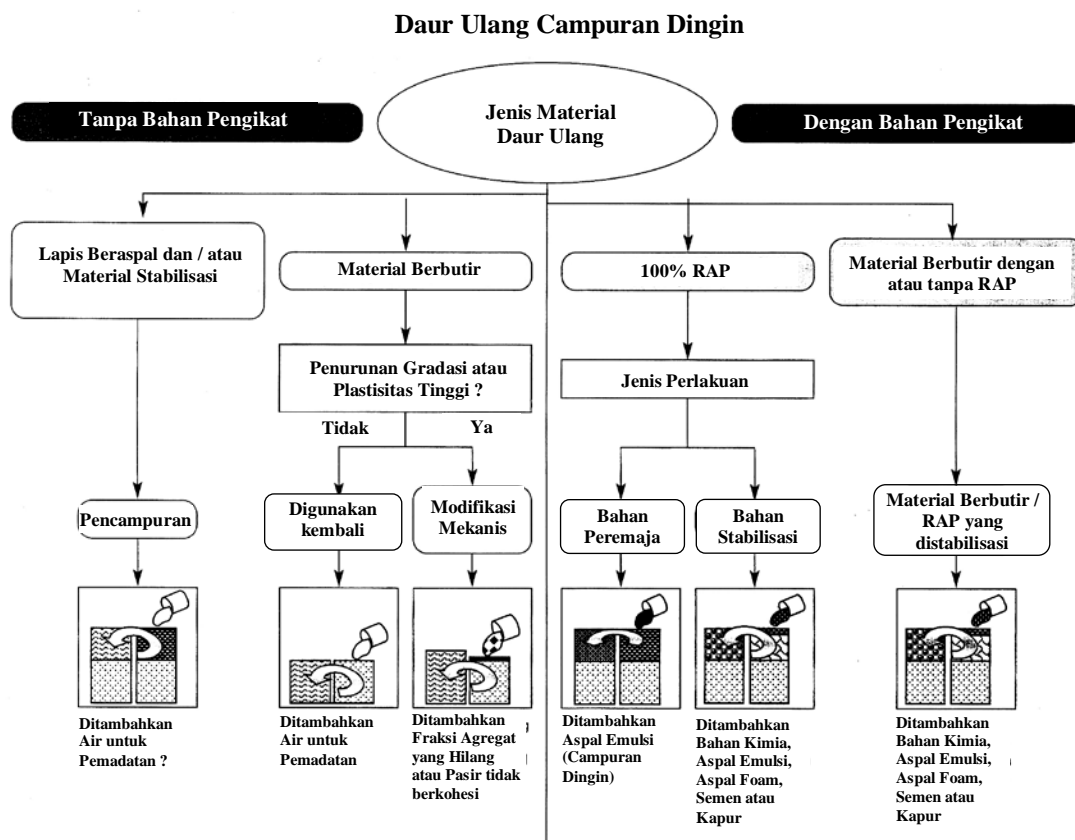 Daur Ulang Campuran Dingin
Tanpa Bahan Pengikat
Jenis Material
Daur Ulang
Dengan Bahan Pengikat
Lapis Beraspal dan / atau
Material Stabilisasi
Material Berbutir
100% RAP
Material Berbutir dengan
atau tanpa RAP
Penurunan Gradasi atau
Plastisitas Tinggi ?
Jenis Perlakuan
Tidak
Ya
Pencampuran
Digunakan
kembali
Modifikasi
Mekanis
Bahan
Peremaja
Bahan
Stabilisasi
Material Berbutir /
RAP yang
distabilisasi
Ditambahkan
Air untuk
Pemadatan ?
Ditambahkan
Air untuk
Pemadatan
Ditambahkan
Fraksi Agregat
yang Hilang
atau Pasir tidak
berkohesi
Ditambahkan
Aspal Emulsi
(Campuran
Dingin)
Ditambahkan
Bahan Kimia,
Aspal Emulsi,
Aspal Foam,
Semen atau
Kapur
Ditambahkan
Bahan Kimia,
Aspal Emulsi,
Aspal Foam,
Semen atau
Kapur